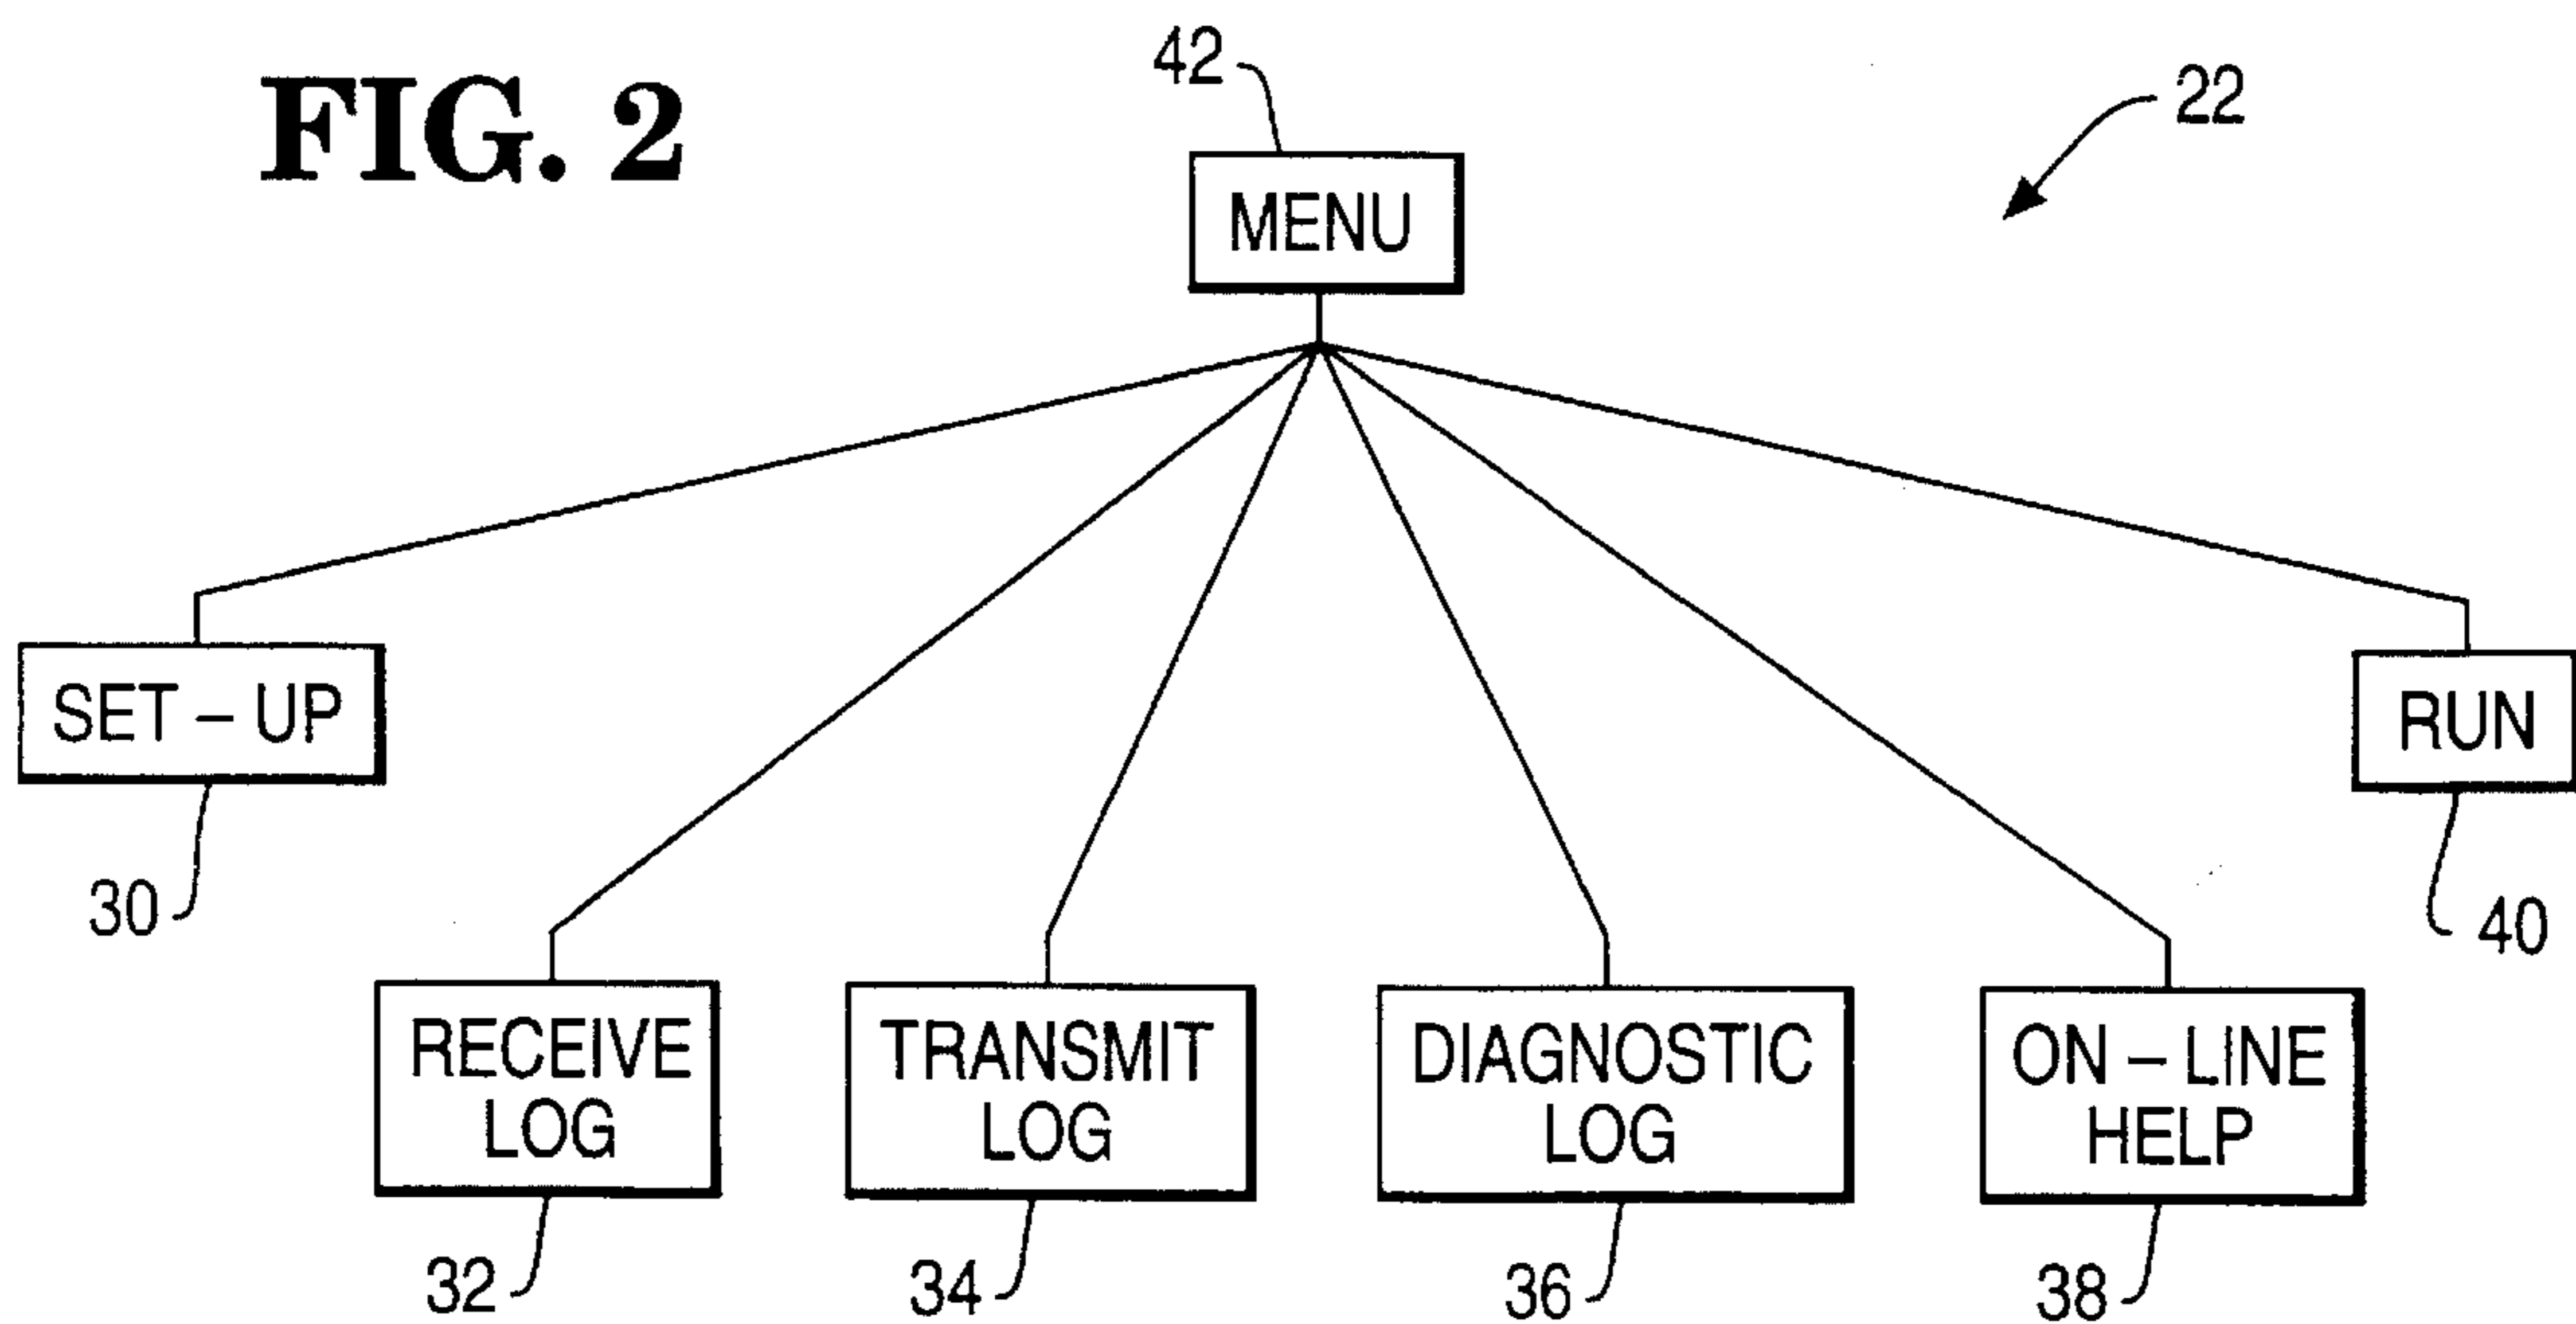 FIG. 2
42
22
MENU
SET – UP
RUN
30
40
RECEIVE
LOG
TRANSMIT
LOG
DIAGNOSTIC
LOG
ON – LINE
HELP
32
34
36
38